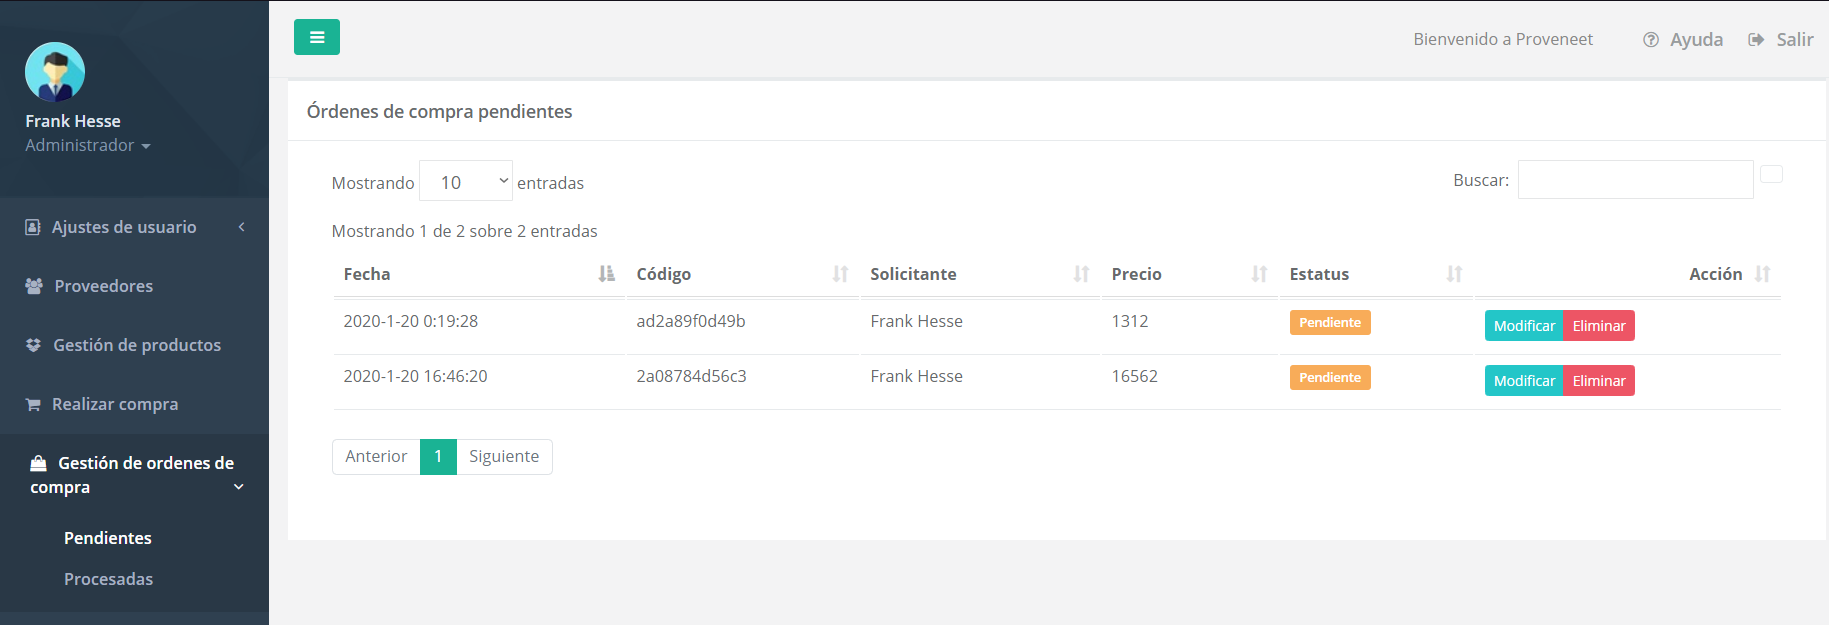 Frank Hesse
Administrador
Ajustes de usuario
Proveedores
Gestión de productos
Realizar compra
Gestión de ordenes de
compra
Pendientes
Procesadas
Bienvenido a Proveneet Ayuda Salir
Órdenes de compra pendientes
Mostrando 10 entradas Buscar:
Mostrando 1 de 2 sobre 2 entradas
Fecha Código Solicitante Precio Estatus Acción
2020-1-20 0:19:28 ad2a89f0d49b Frank Hesse 1312 Pendiente Modificar Eliminar
2020-1-20 16:46:20 2a08784d56c3 Frank Hesse 16562 Pendiente Modificar Eliminar
Anterior 1 Siguiente